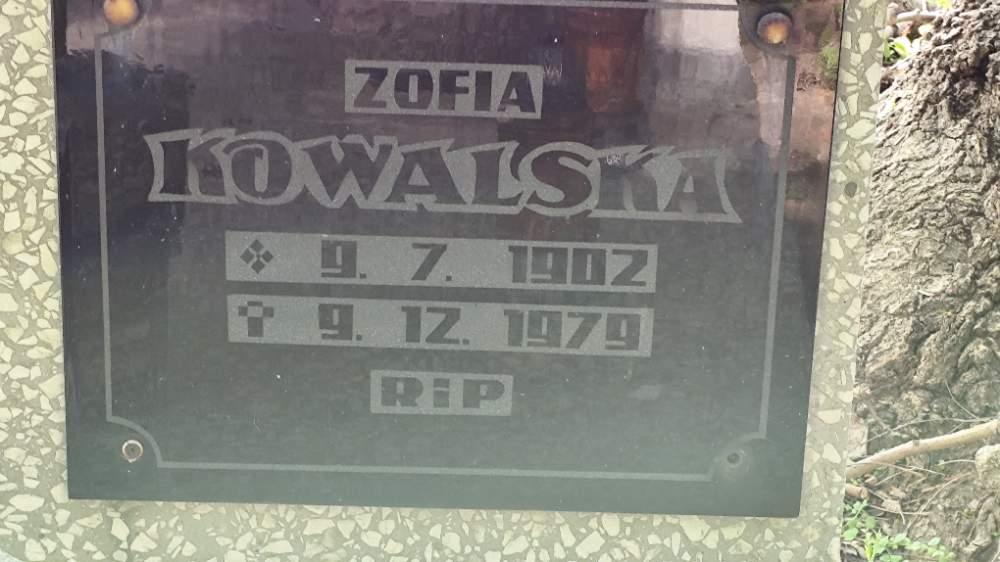 ZOFIA
KOWALSKA
9. 7. 1902
9. 12. 1979
RiP